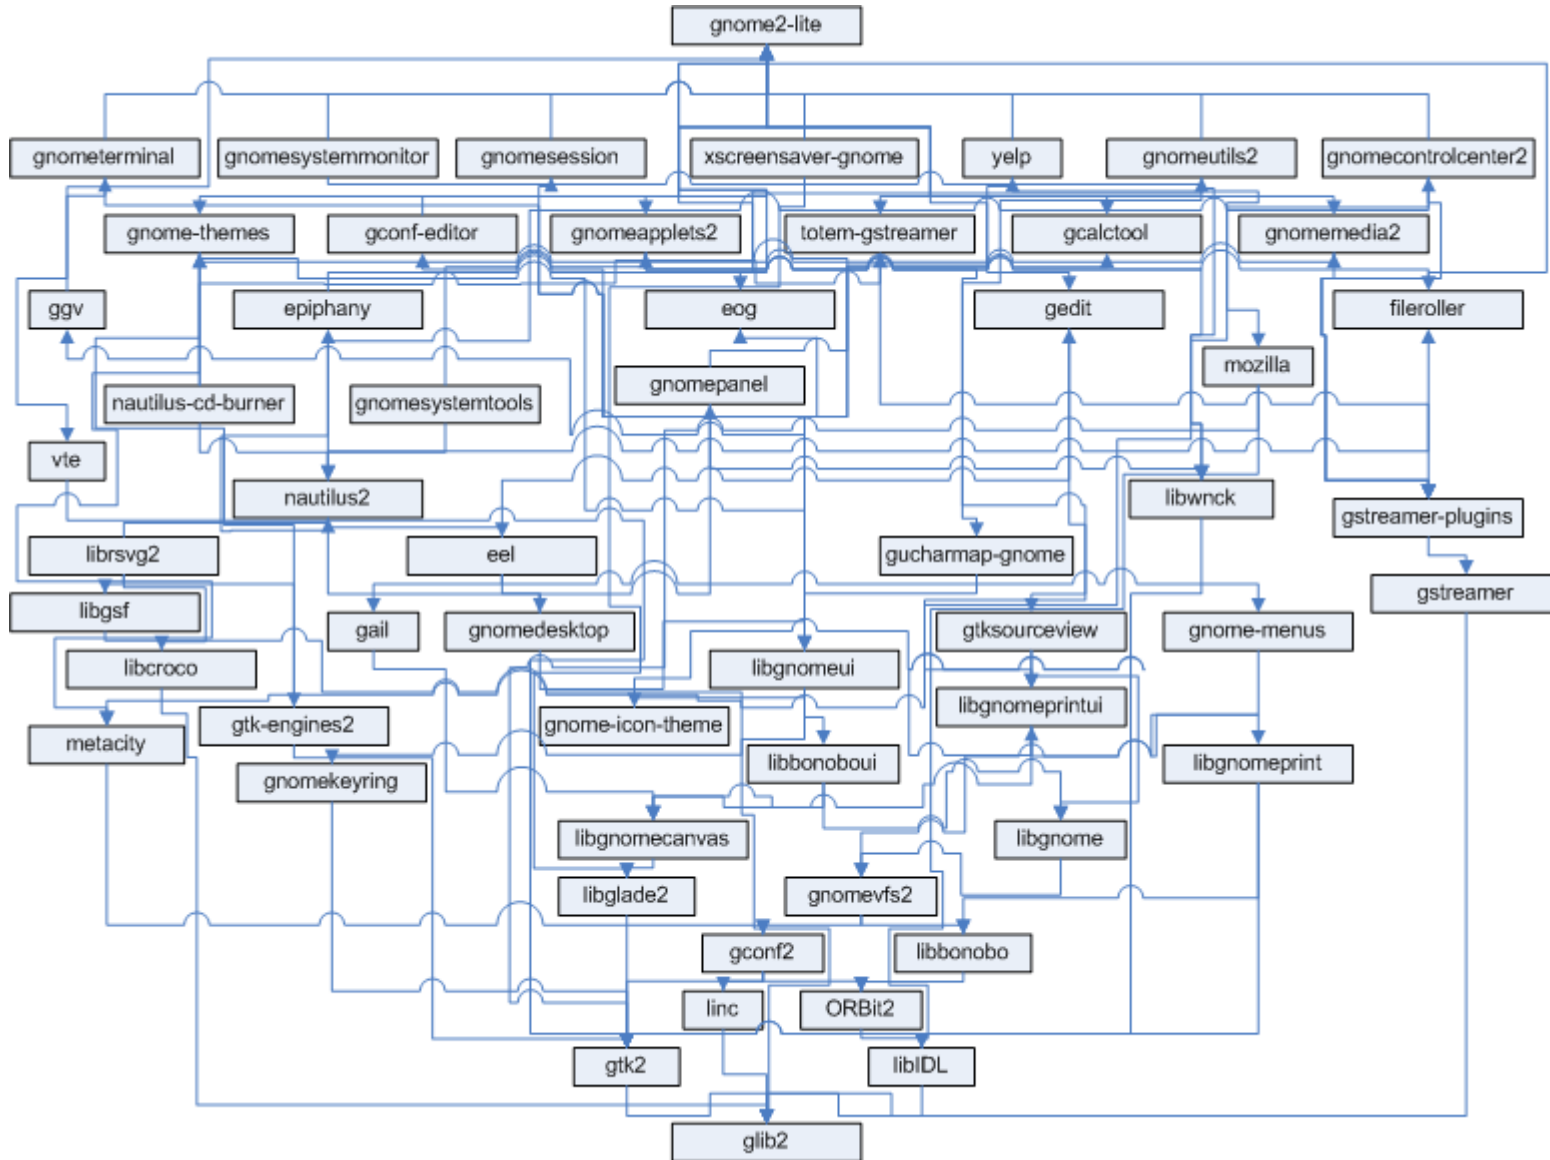 gnome2-lite
gnometerminal
gnomesystemmonitor
gnomesession
xscreensaver-gnome
yelp
gnomeutils2
gnomecontrolcenter2
gnome-themes
gconf-editor
gnomeapplets2
totem-gstreamer
gcalctool
gnomemedia2
ggv
epiphany
eog
gedit
fileroller
mozilla
gnomepanel
nautilus-cd-burner
gnomesystemtools
vte
nautilus2
libwnck
gstreamer-plugins
librsvg2
eel
gucharmap-gnome
gstreamer
libgsf
gail
gnomedesktop
gtksourceview
gnome-menus
libcroco
libgnomeui
libgnomeprintui
gtk-engines2
gnome-icon-theme
metacity
libbonoboui
libgnomeprint
gnomekeyring
libgnomecanvas
libgnome
libglade2
gnomevfs2
gconf2
libbonobo
linc
ORBit2
gtk2
libIDL
glib2